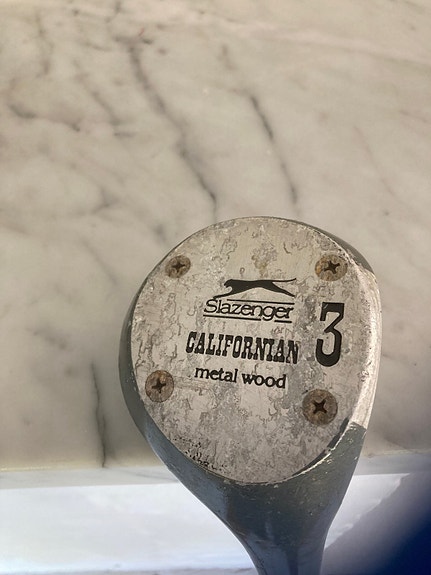 Slazenger
CALIFORNIAN 3
metal wood